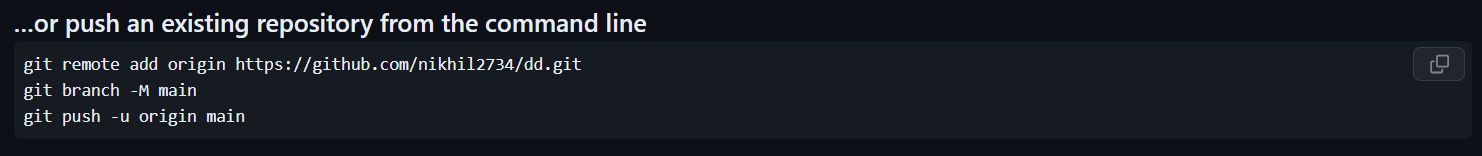 ...or push an existing repository from the command line
git remote add origin https://github.com/nikhil2734/dd.git
git branch -M main
git push -u origin main